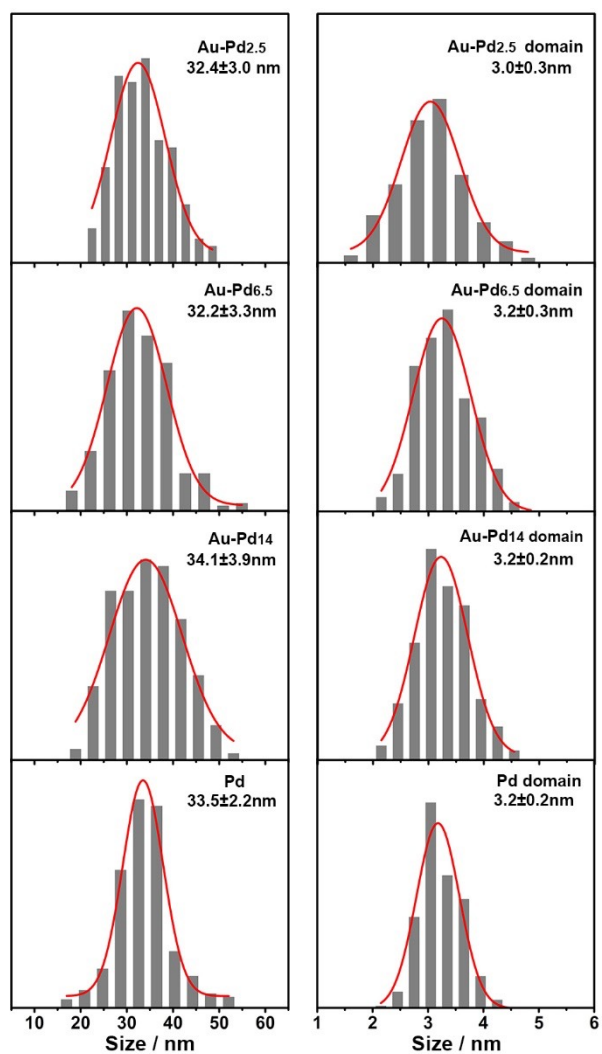 Au-Pd2.5
32.4±3.0 nm
Au-Pd2.5 domain
3.0±0.3nm
Au-Pd6.5
32.2±3.3nm
Au-Pd6.5 domain
3.2±0.3nm
Au-Pd14
34.1±3.9nm
Au-Pd14 domain
3.2±0.2nm
Pd
33.5±2.2nm
Pd domain
3.2±0.2nm
10 20 30 40 50 60
1 2 3 4 5 6
Size / nm
Size / nm